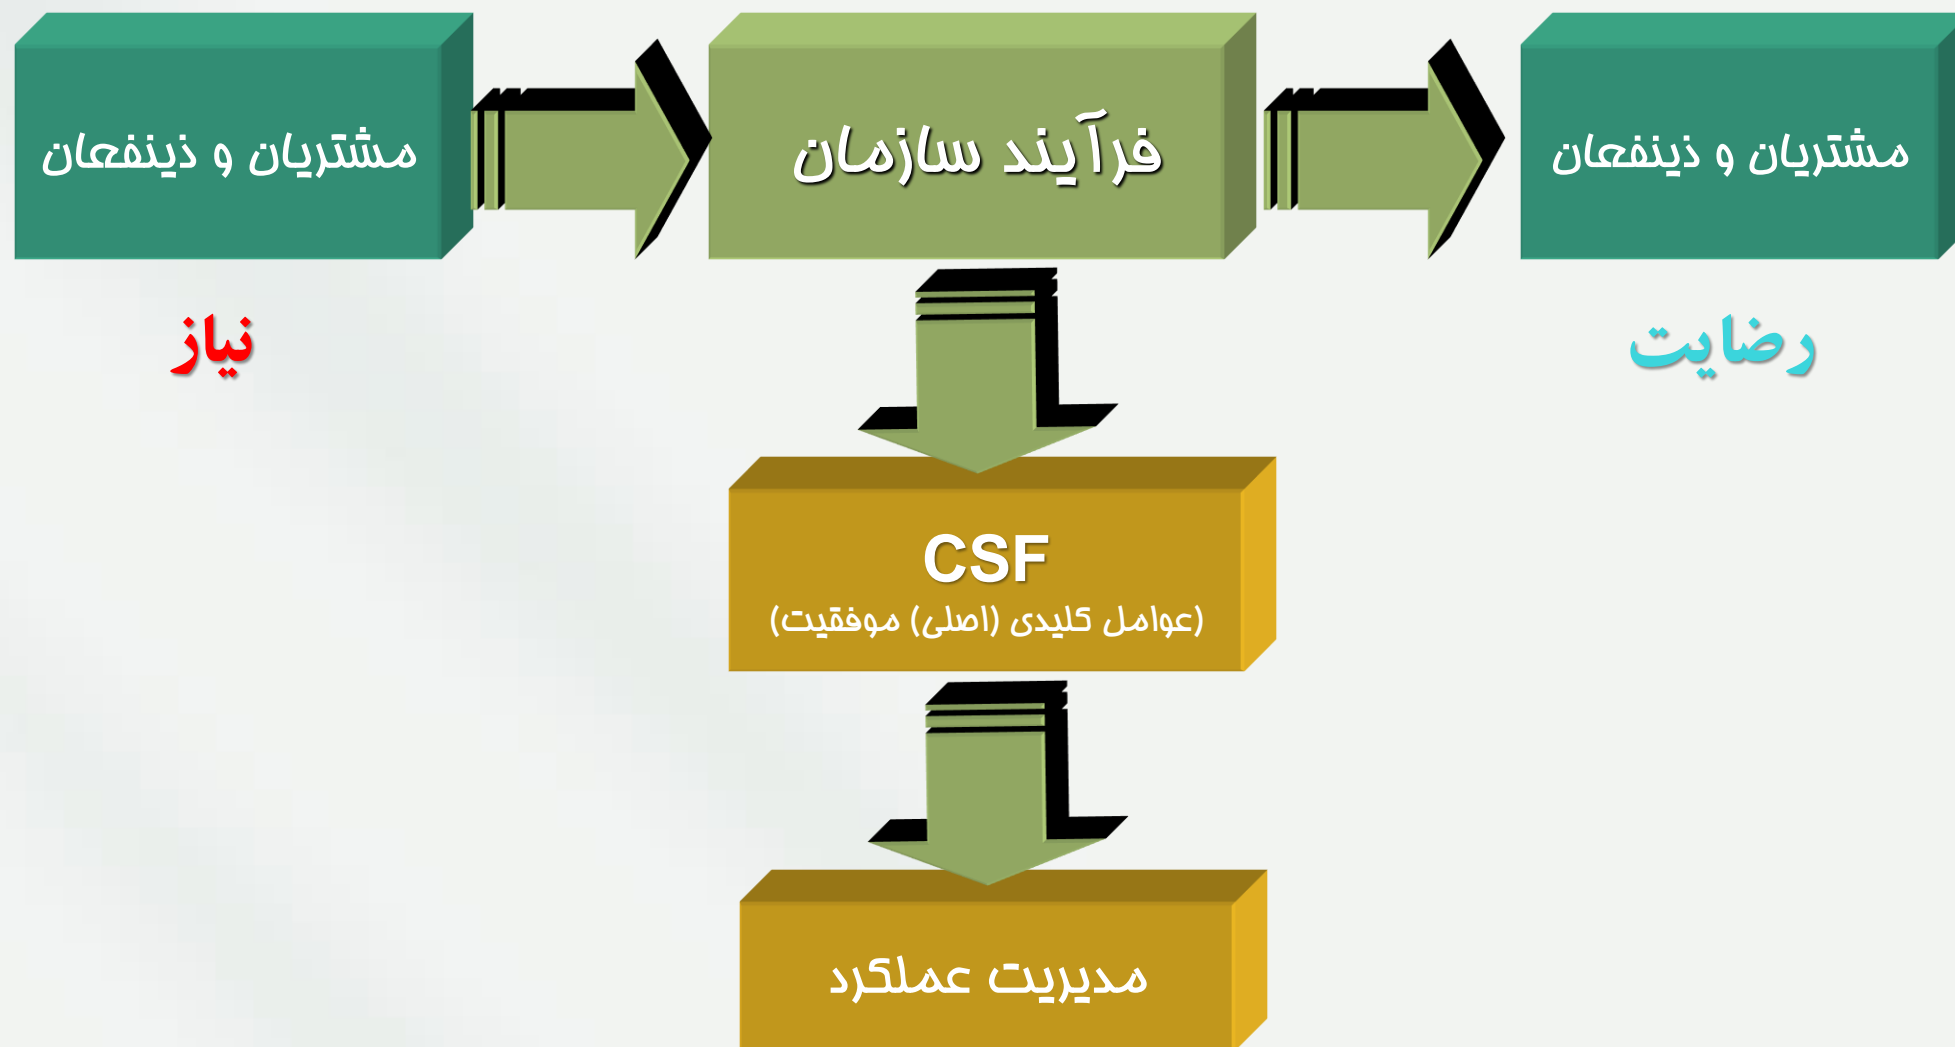 مشتریان و ذینفعان
فرآیند سازمان
مشتریان و ذینفعان
نیاز
رضایت
CSF
(عوامل کلیدی (اصلی) موفقیت)
مدیریت عملکرد